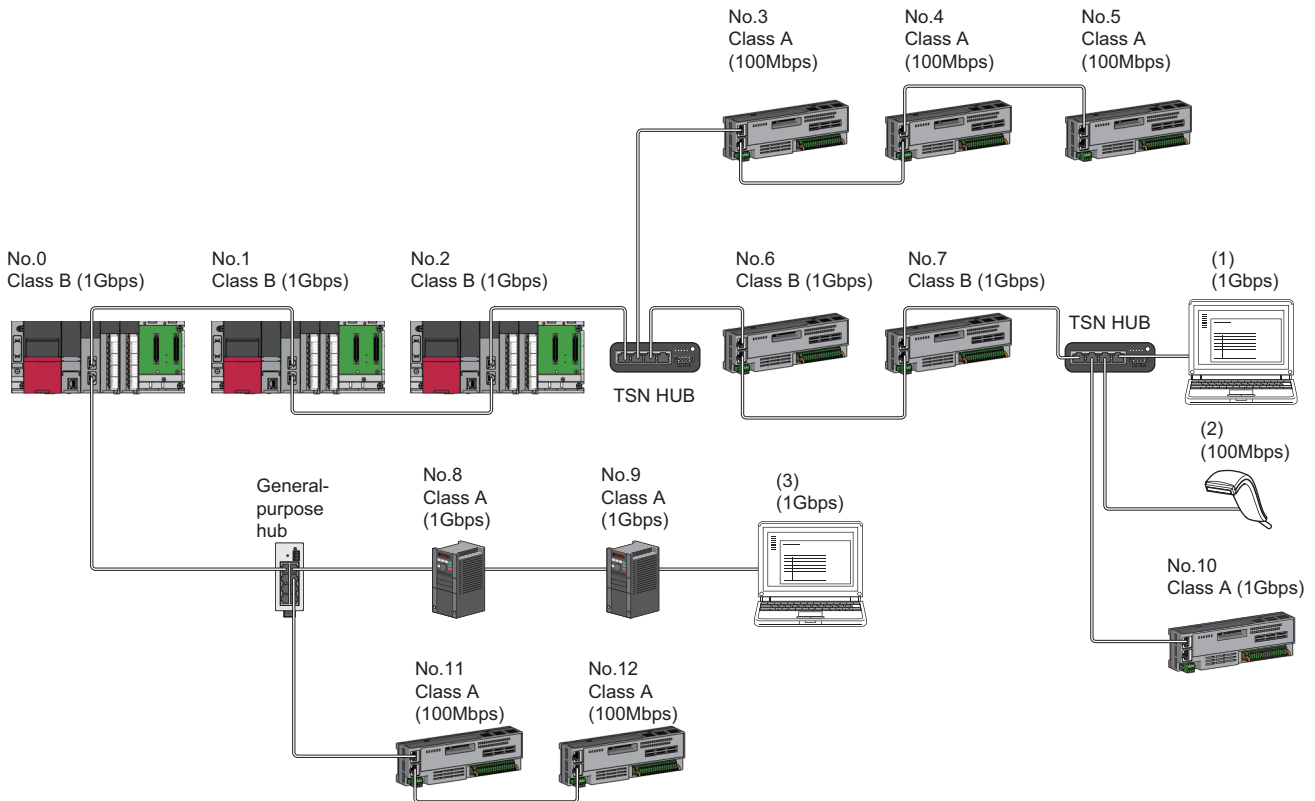 No.3
Class A
(100Mbps)
No.4
Class A
(100Mbps)
No.5
Class A
(100Mbps)
No.0
Class B (1Gbps)
No.1
Class B (1Gbps)
No.2
Class B (1Gbps)
TSN HUB
No.6
Class B (1Gbps)
No.7
Class B (1Gbps)
TSN HUB
(1)
(1Gbps)
(2)
(100Mbps)
General-
purpose
hub
No.8
Class A
(1Gbps)
No.9
Class A
(1Gbps)
(3)
(1Gbps)
No.10
Class A (1Gbps)
No.11
Class A
(100Mbps)
No.12
Class A
(100Mbps)